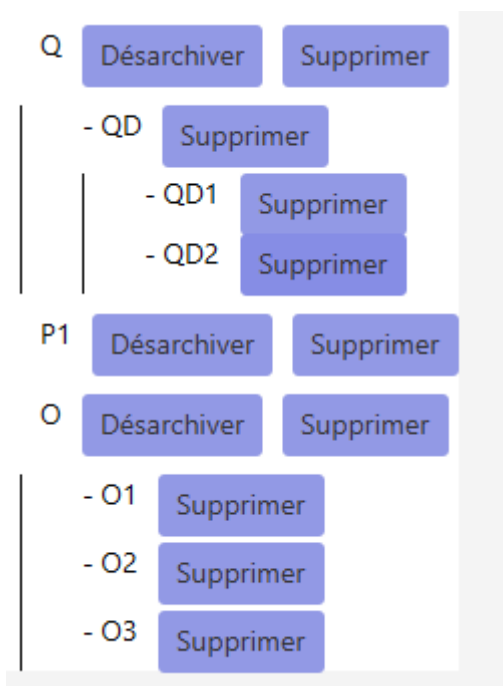 Q Désarchiver Supprimer
- QD Supprimer
- QD1 Supprimer
- QD2 Supprimer
P1 Désarchiver Supprimer
O Désarchiver Supprimer
- O1 Supprimer
- O2 Supprimer
- O3 Supprimer